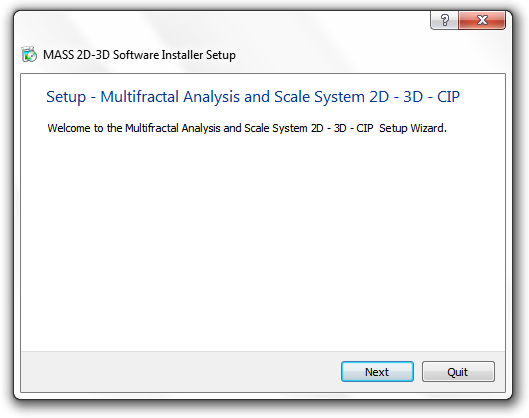 ?
MASS 2D-3D Software Installer Setup
Setup - Multifractal Analysis and Scale System 2D - 3D - CIP
Welcome to the Multifractal Analysis and Scale System 2D - 3D - CIP  Setup Wizard.
Next Quit